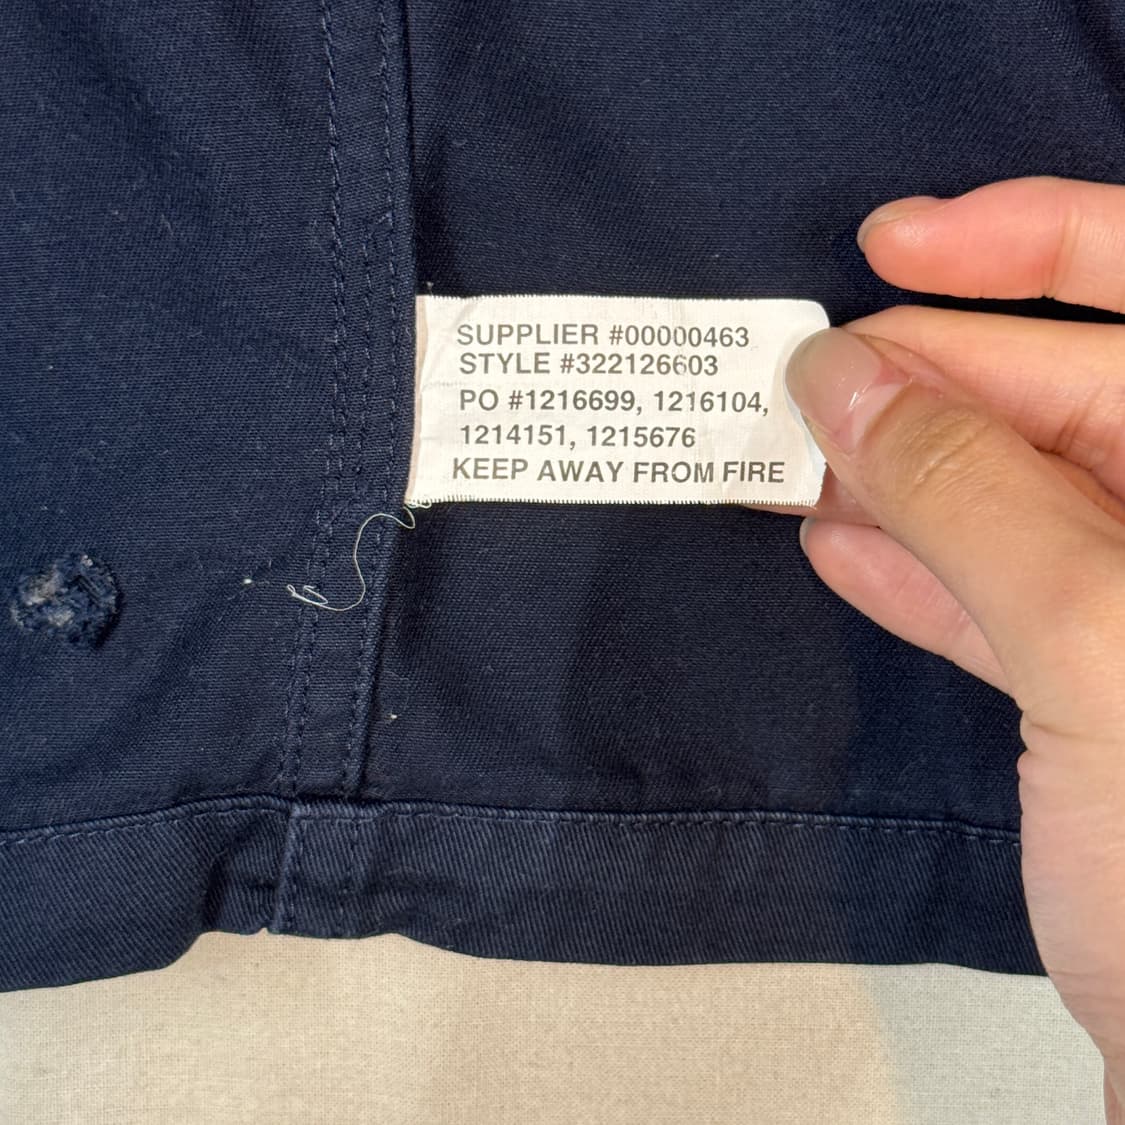 SUPPLIER #00000463
STYLE #322126603
PO #1216699, 1216104,
1214151, 1215676
KEEP AWAY FROM FIRE